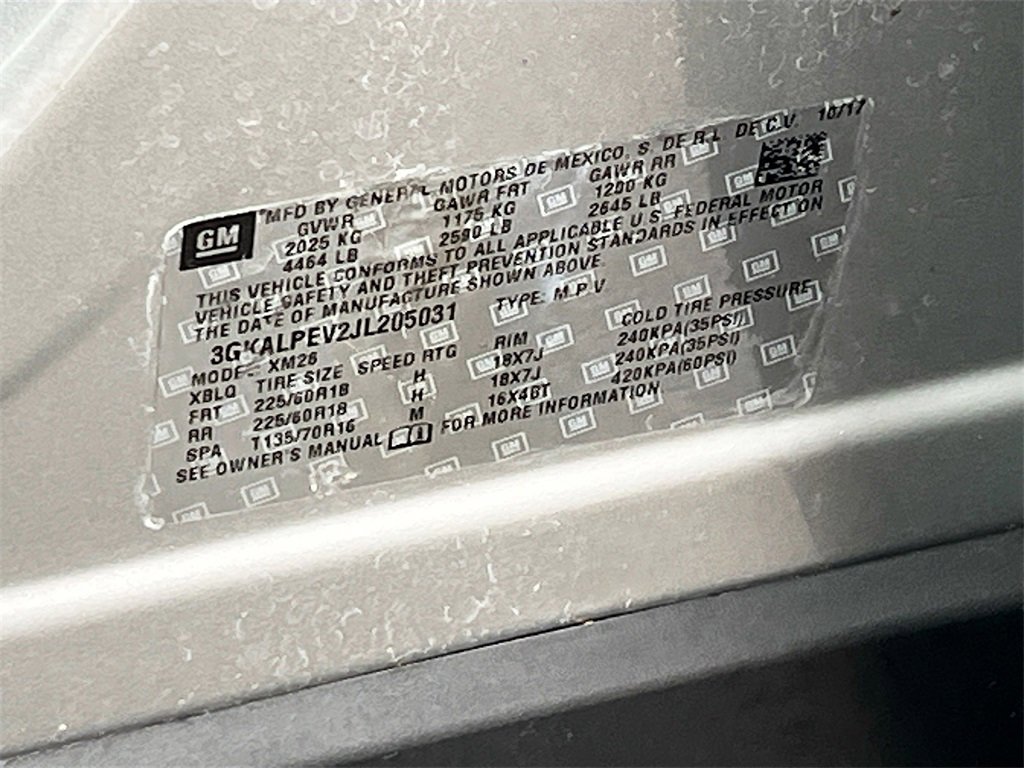 GM
MFD BY GENERAL MOTORS DE MEXICO, S. DE R.L. DE C.V. 10/17
GVWR GAWR FRT GAWR RR
2025 KG 1175 KG 1200 KG
4464 LB 2590 LB 2645 LB
THIS VEHICLE CONFORMS TO ALL APPLICABLE U.S. FEDERAL MOTOR
VEHICLE SAFETY AND THEFT PREVENTION STANDARDS IN EFFECT ON
THE DATE OF MANUFACTURE SHOWN ABOVE.
3GKALPEV2JL205031 TYPE: M.P.V
MODEL: XM26
XBLQ TIRE SIZE SPEED RTG RIM COLD TIRE PRESSURE
FRT 225/60R18 H 18X7J 240KPA(35PSI)
RR 225/60R18 H 18X7J 240KPA(35PSI)
SPA T135/70R16 M 16X4BT 420KPA(60PSI)
SEE OWNER'S MANUAL FOR MORE INFORMATION